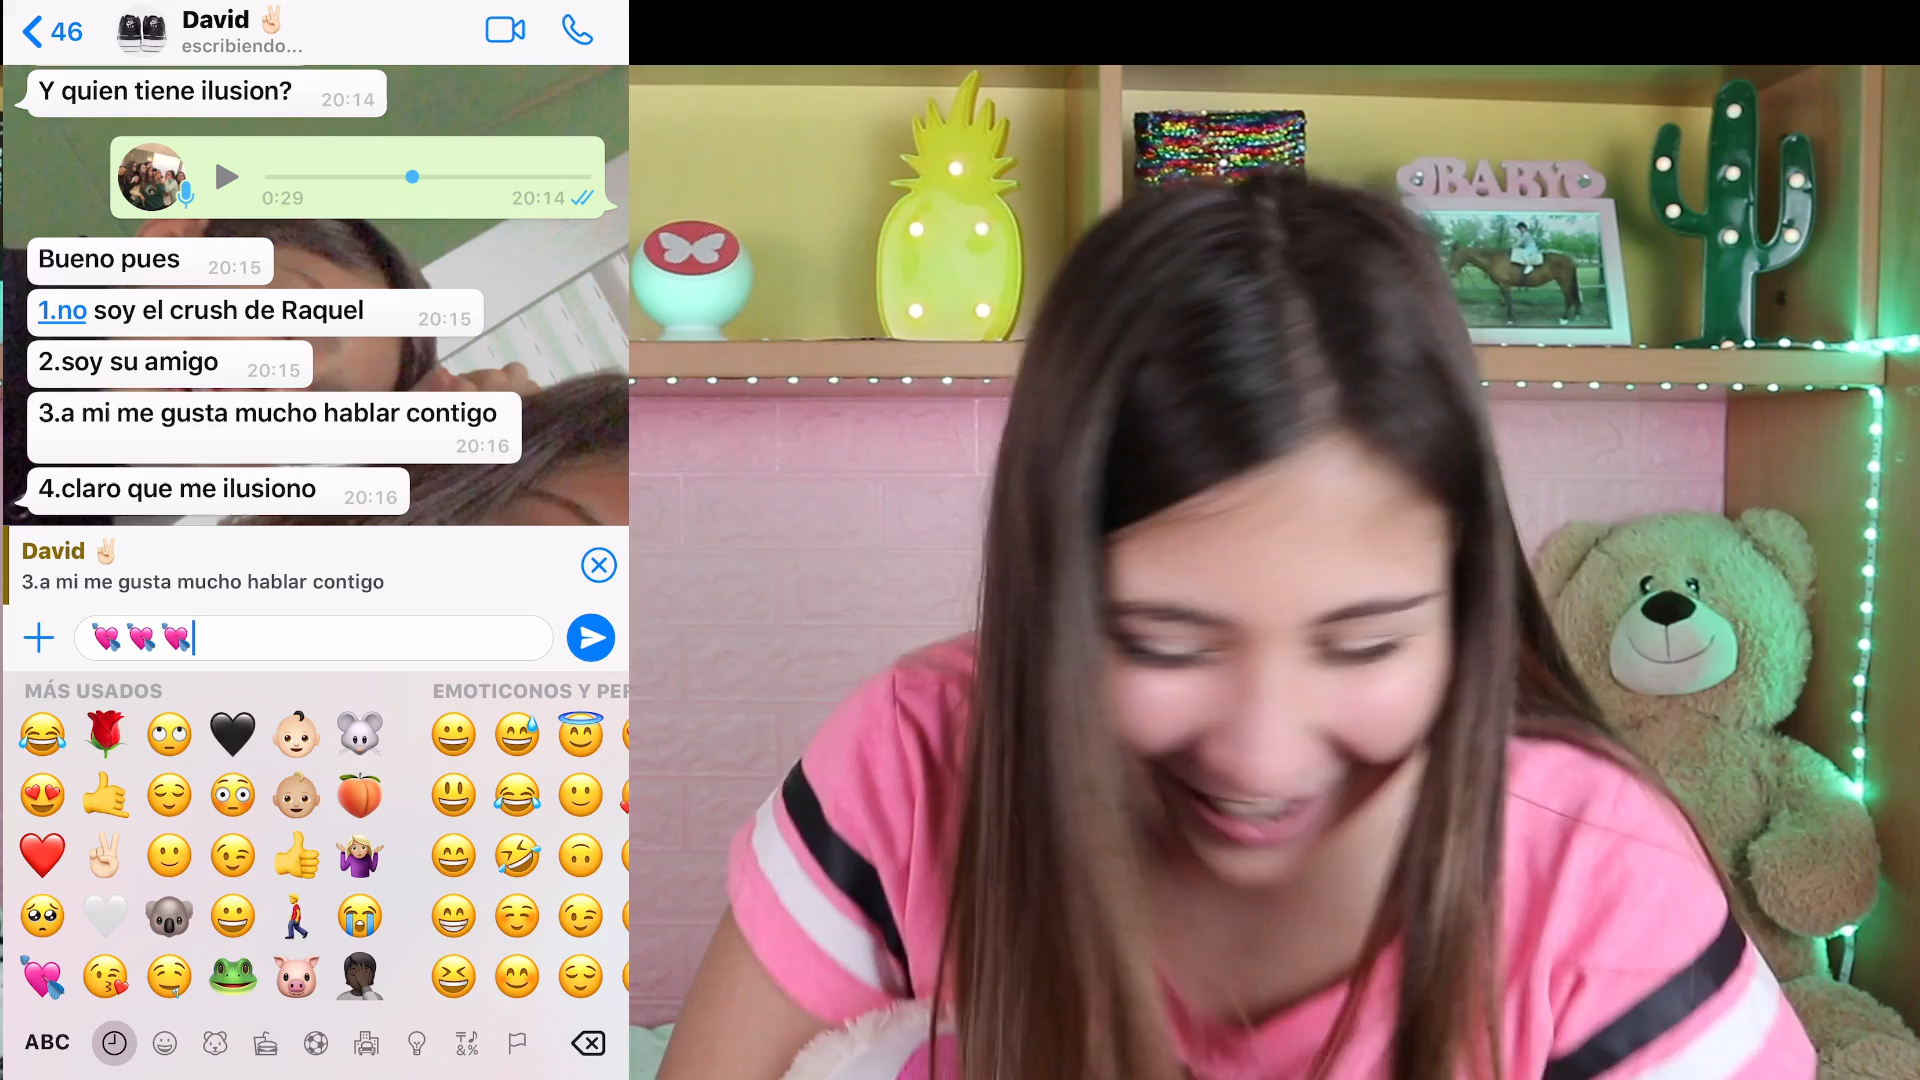 46
David ✌🏻
escribiendo...
Y quien tiene ilusion? 20:14
0:29 20:14
Bueno pues 20:15
1.no soy el crush de Raquel 20:15
2.soy su amigo 20:15
3.a mi me gusta mucho hablar contigo
20:16
4.claro que me ilusiono 20:16
David ✌🏻
3.a mi me gusta mucho hablar contigo
💘💘💘
MÁS USADOS EMOTICONOS Y PER
ABC
BABY